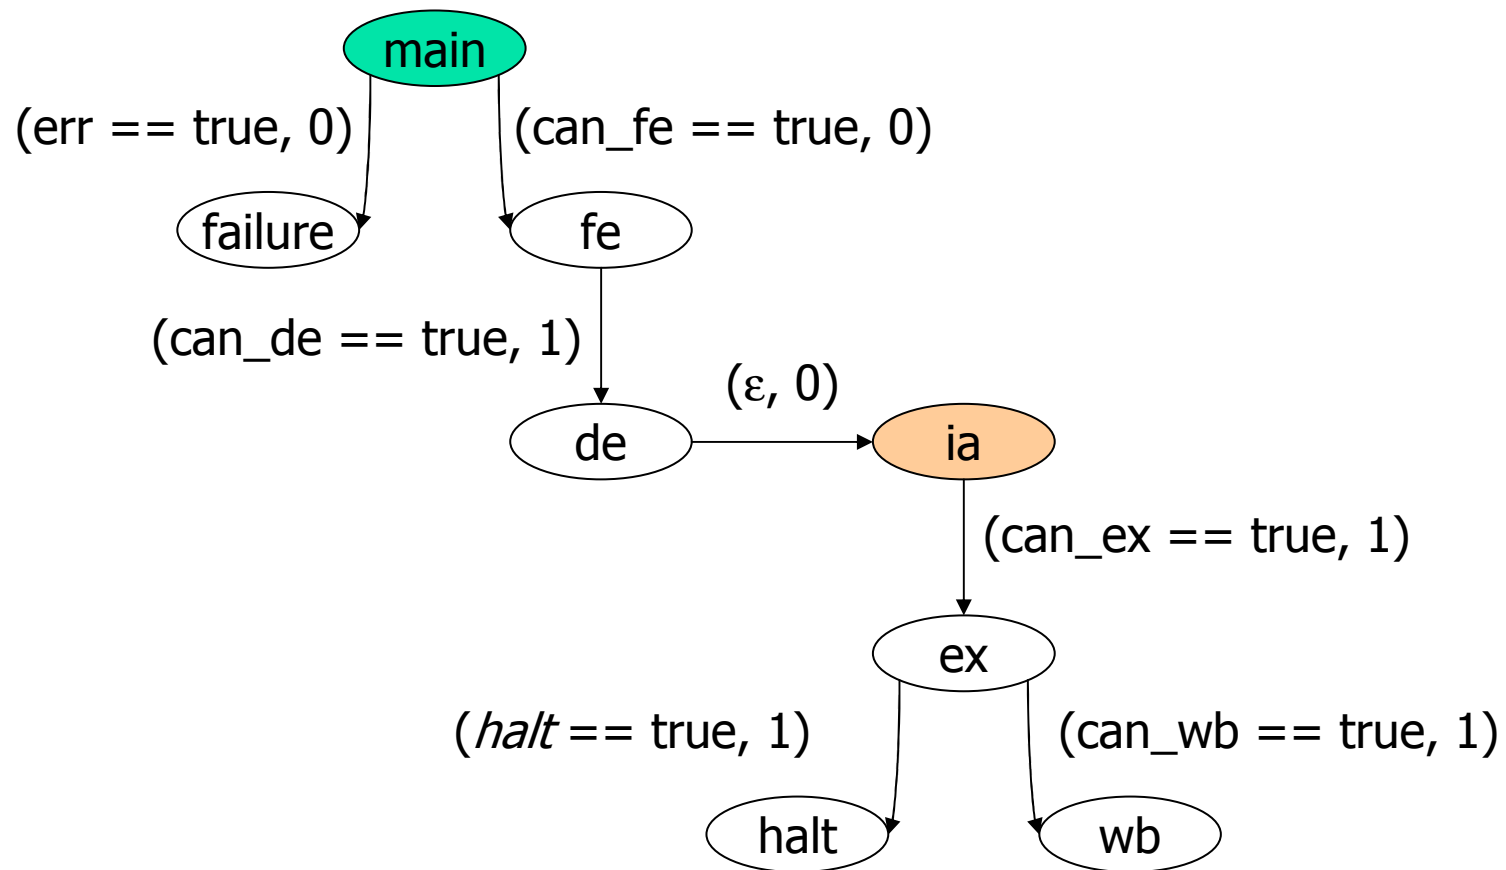 main
(err == true, 0)
(can_fe == true, 0)
failure
fe
(can_de == true, 1)
(ε, 0)
de
ia
(can_ex == true, 1)
ex
(halt == true, 1)
(can_wb == true, 1)
halt
wb